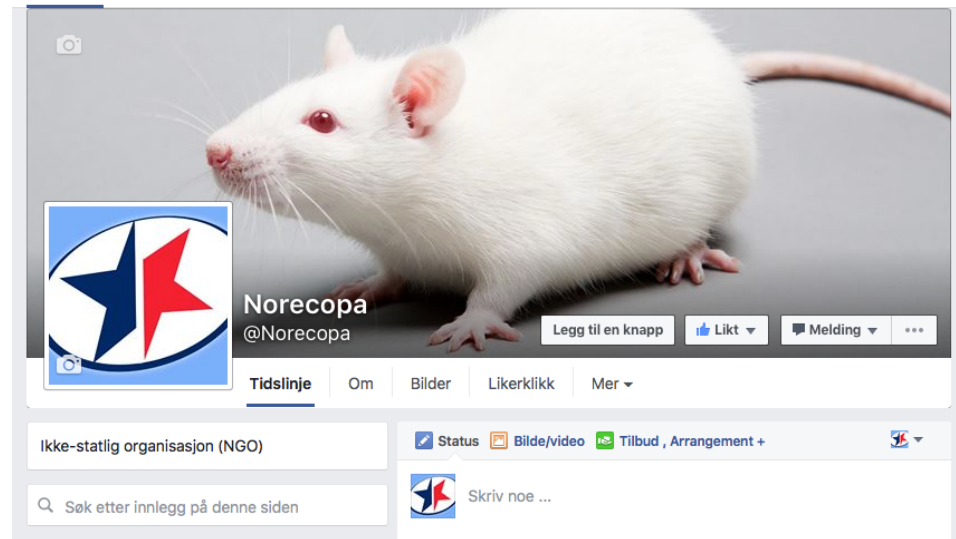 Norecopa
@Norecopa
Legg til en knapp
Likt
Melding
Tidslinje
Om
Bilder
Likerklikk
Mer
Ikke-statlig organisasjon (NGO)
Søk etter innlegg på denne siden
Status
Bilde/video
Tilbud , Arrangement +
Skriv noe ...